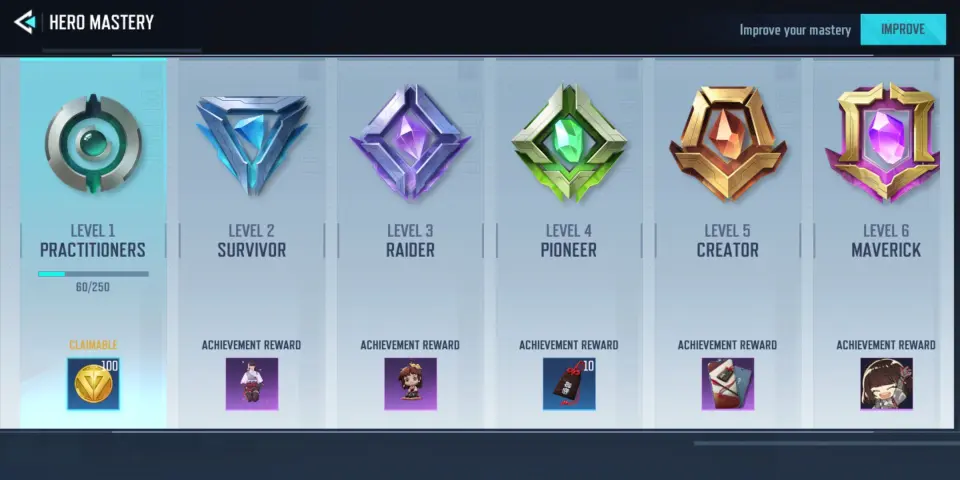 HERO MASTERY
Improve your mastery
IMPROVE
LEVEL 1
PRACTITIONERS
60/250
CLAIMABLE
100
LEVEL 2
SURVIVOR
ACHIEVEMENT REWARD
LEVEL 3
RAIDER
ACHIEVEMENT REWARD
LEVEL 4
PIONEER
ACHIEVEMENT REWARD
10
LEVEL 5
CREATOR
ACHIEVEMENT REWARD
LEVEL 6
MAVERICK
ACHIEVEMENT REWARD